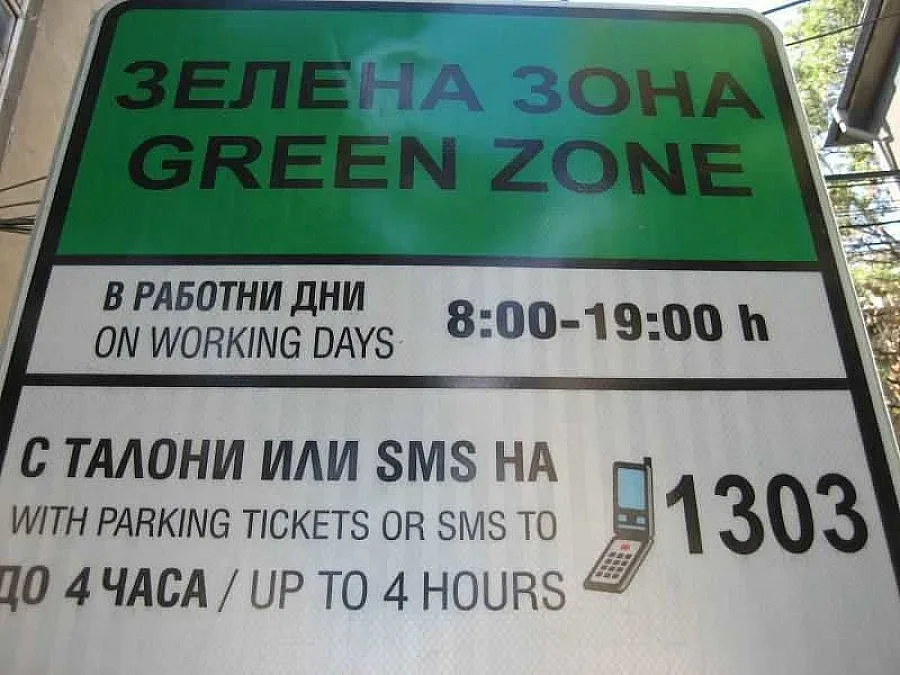 ЗЕЛЕНА ЗОНА
GREEN ZONE
В РАБОТНИ ДНИ
ON WORKING DAYS
8:00-19:00 h
С ТАЛОНИ ИЛИ SMS НА
WITH PARKING TICKETS OR SMS TO
1303
ДО 4 ЧАСА / UP TO 4 HOURS